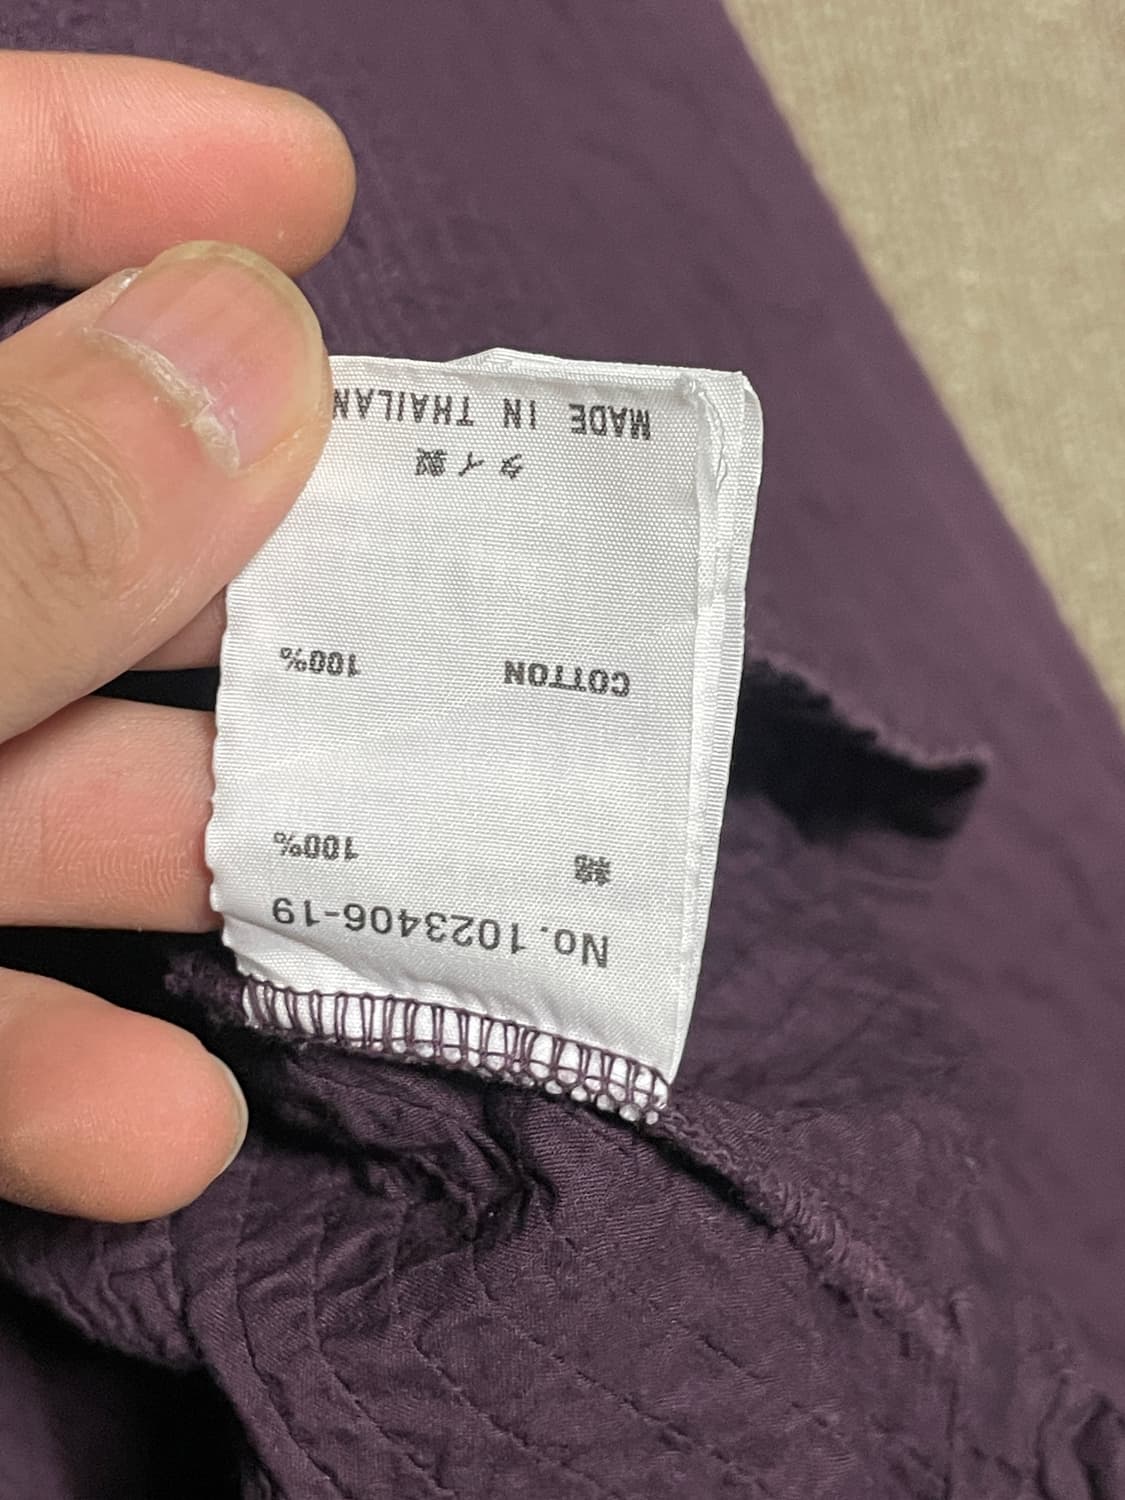 No. 1023406-19
綿 100%
COTTON 100%
タイ製
MADE IN THAILAN